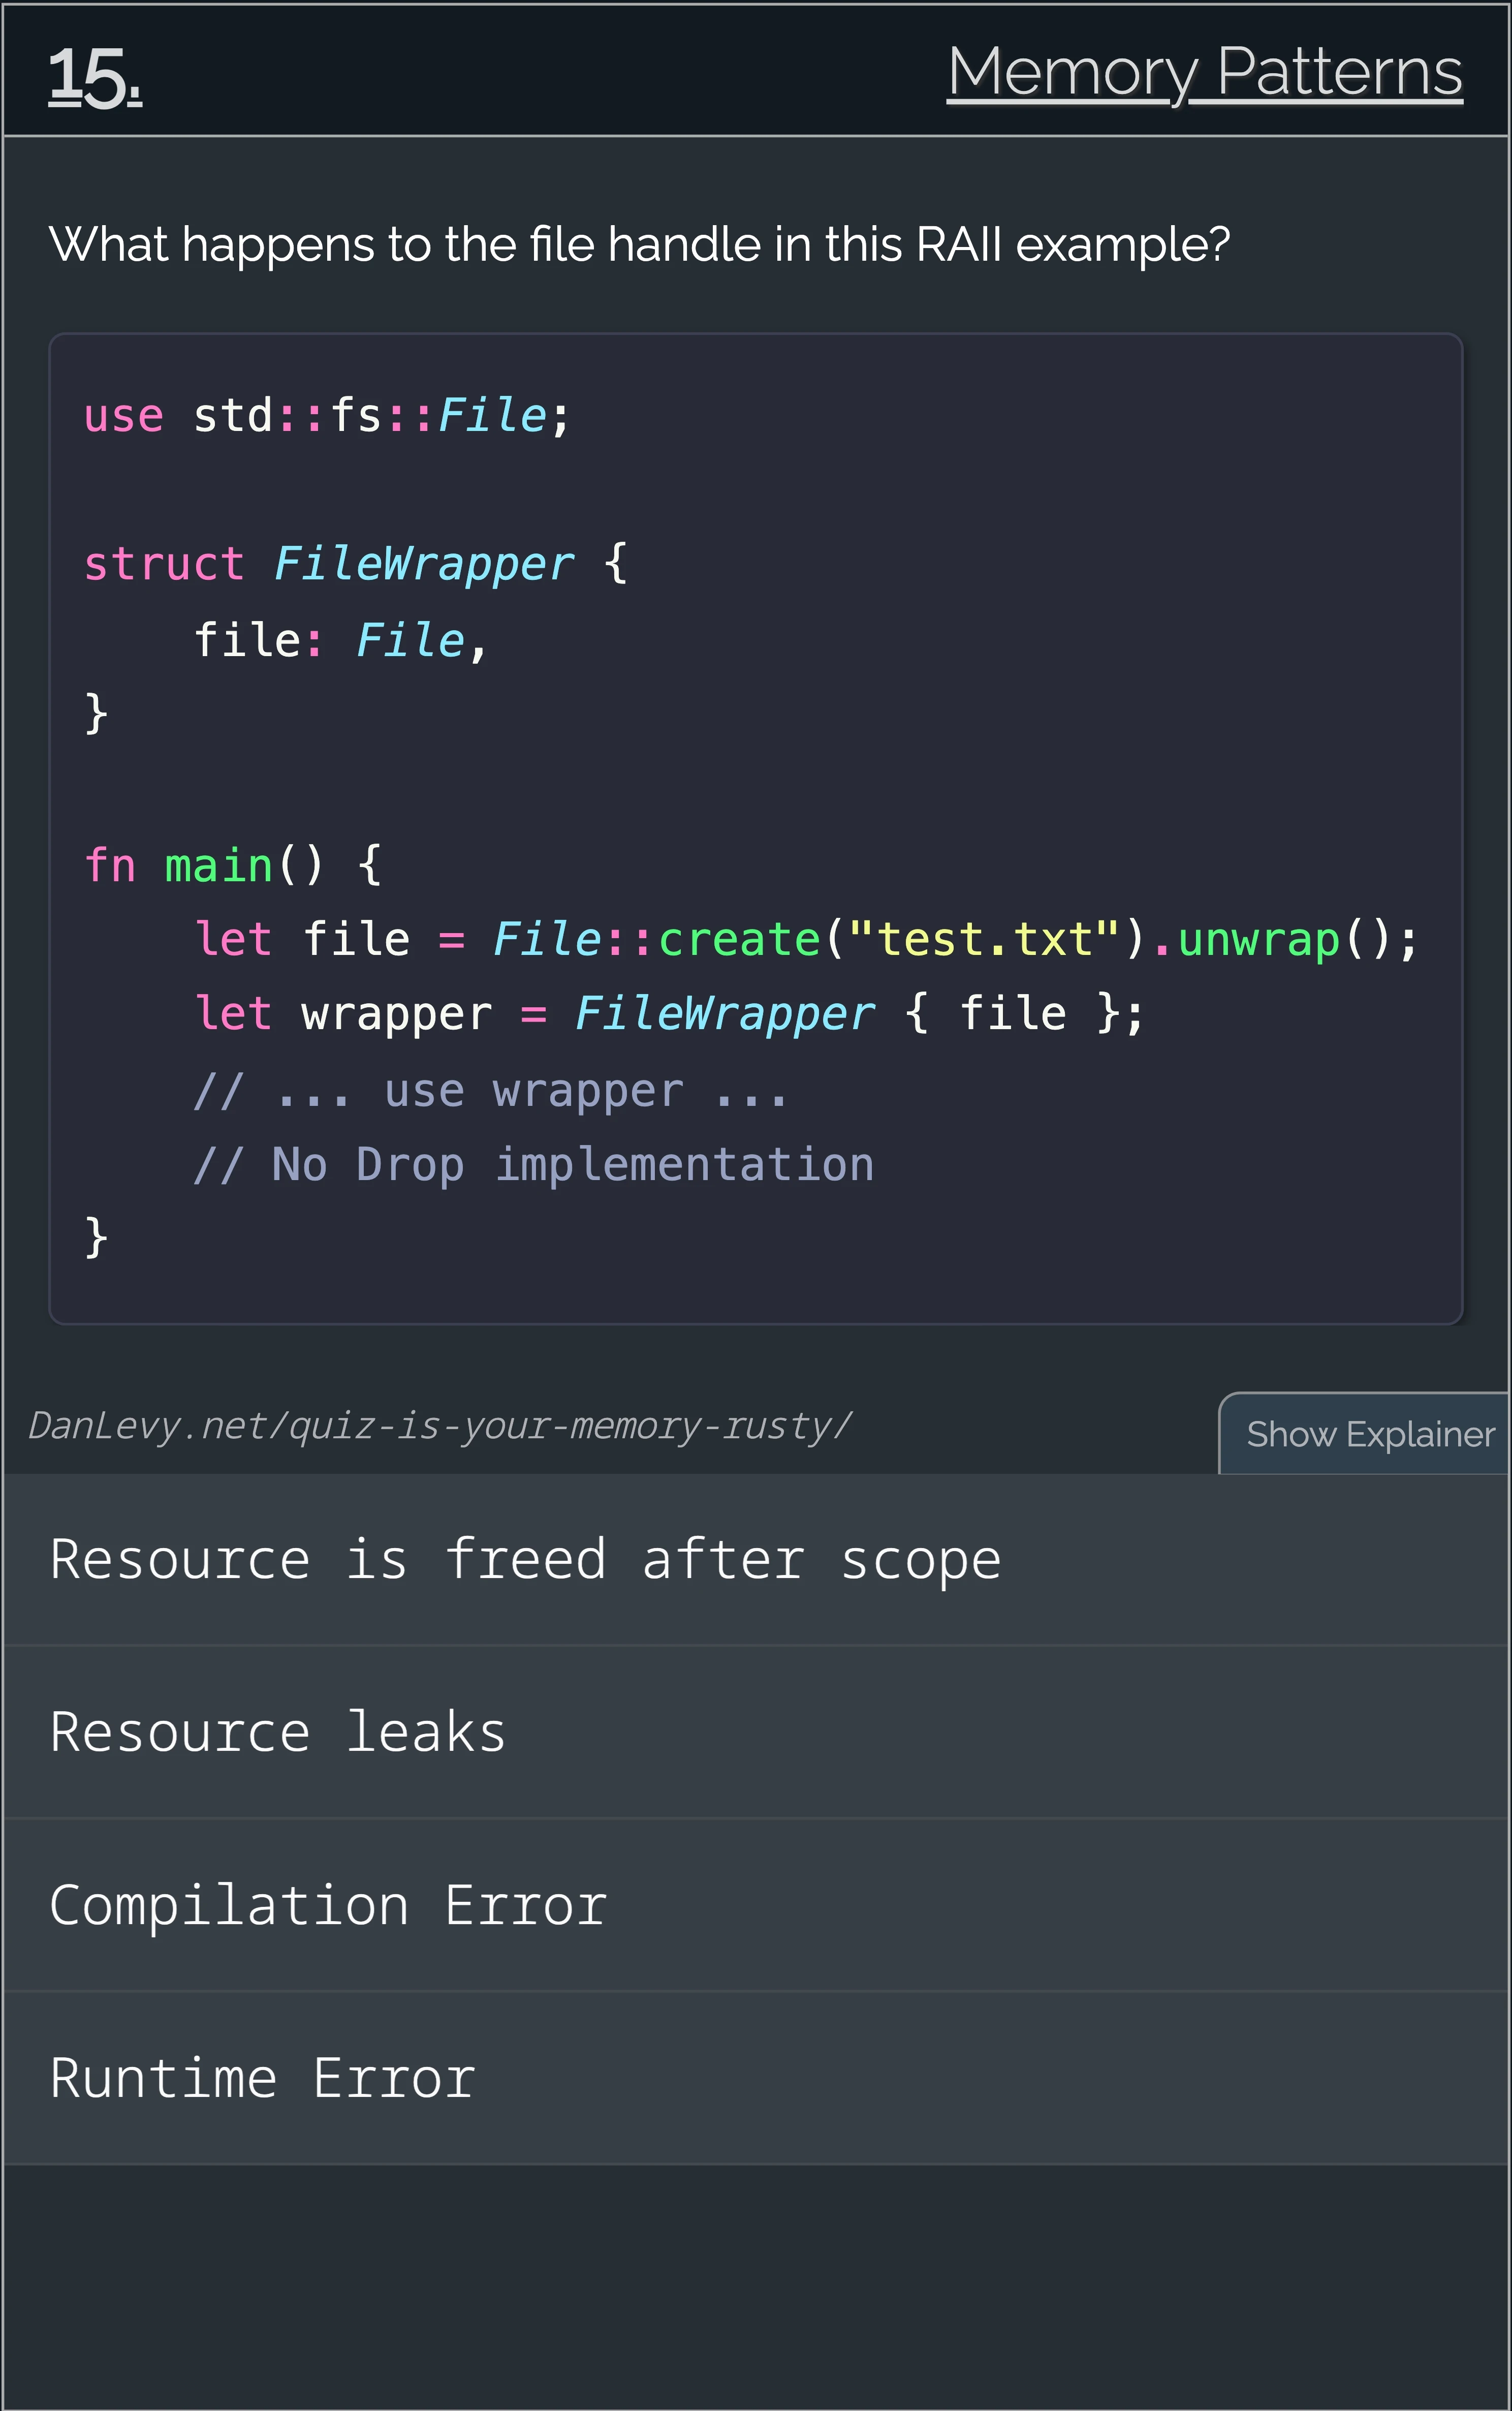 15.
Memory Patterns
What happens to the file handle in this RAII example?
use std::fs::File;
struct FileWrapper {
    file: File,
}
fn main() {
    let file = File::create("test.txt").unwrap();
    let wrapper = FileWrapper { file };
    // ... use wrapper ...
    // No Drop implementation
}
DanLevy.net/quiz-is-your-memory-rusty/
Show Explainer
Resource is freed after scope
Resource leaks
Compilation Error
Runtime Error